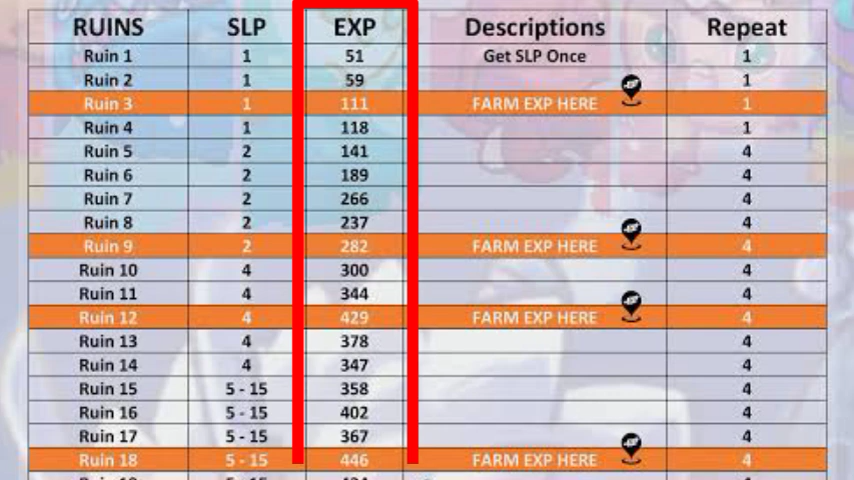 RUINS SLP EXP Descriptions Repeat
Ruin 1 1 51 Get SLP Once 1
Ruin 2 1 59 1
Ruin 3 1 111 FARM EXP HERE 1
Ruin 4 1 118 1
Ruin 5 2 141 4
Ruin 6 2 189 4
Ruin 7 2 266 4
Ruin 8 2 237 4
Ruin 9 2 282 FARM EXP HERE 4
Ruin 10 4 300 4
Ruin 11 4 344 4
Ruin 12 4 429 FARM EXP HERE 4
Ruin 13 4 378 4
Ruin 14 4 347 4
Ruin 15 5 - 15 358 4
Ruin 16 5 - 15 402 4
Ruin 17 5 - 15 367 4
Ruin 18 5 - 15 446 FARM EXP HERE 4